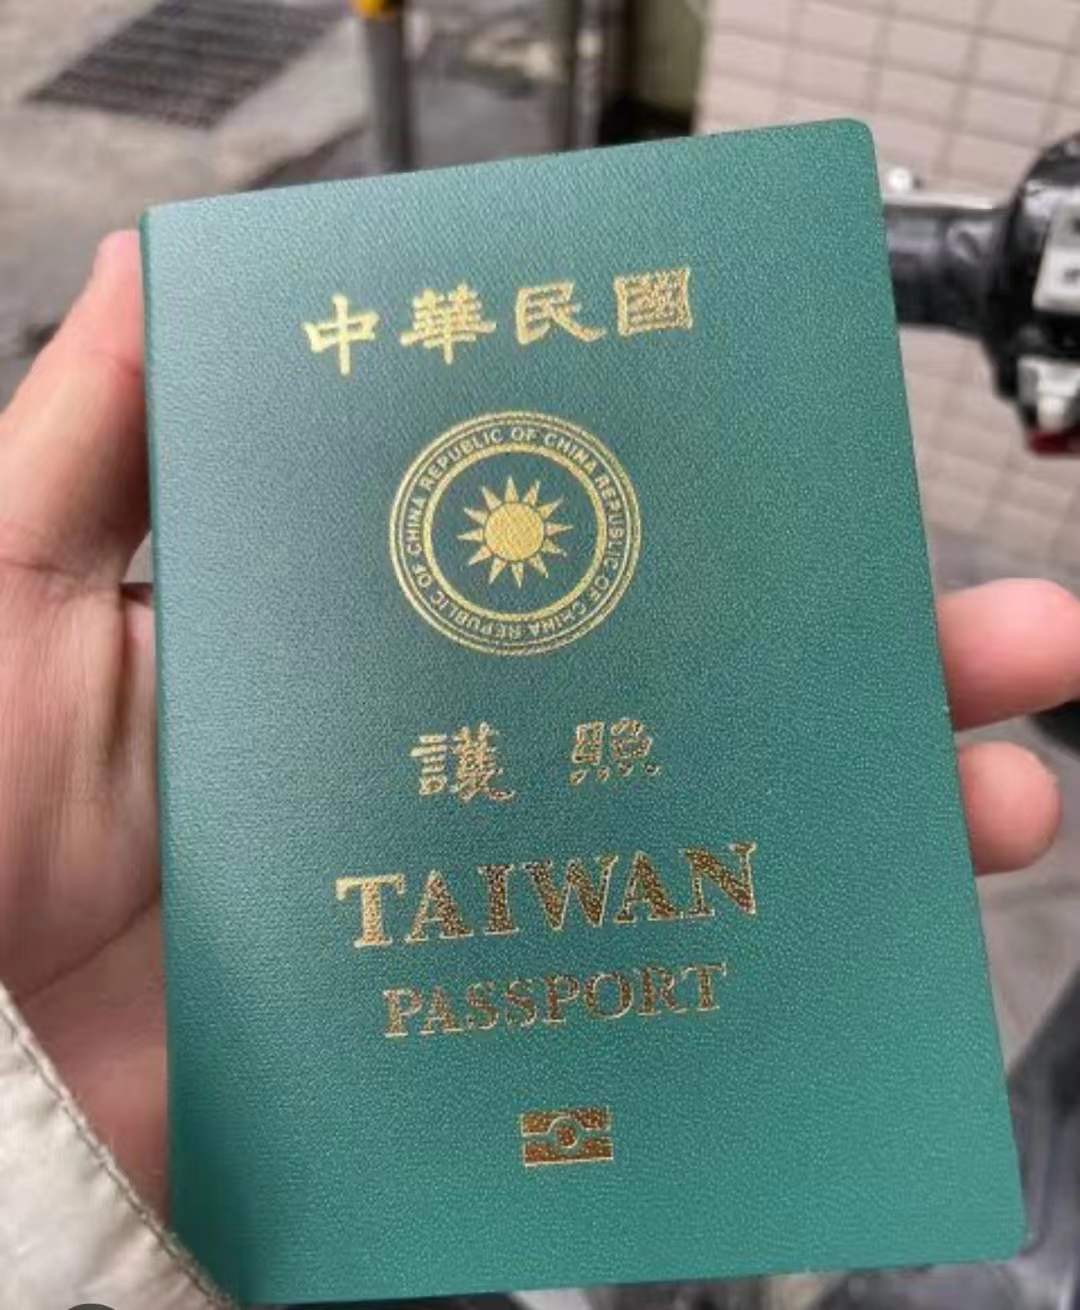 中華民國
REPUBLIC OF CHINA REPUBLIC OF CHINA REPUBLIC OF CHINA
護照
TAIWAN
PASSPORT